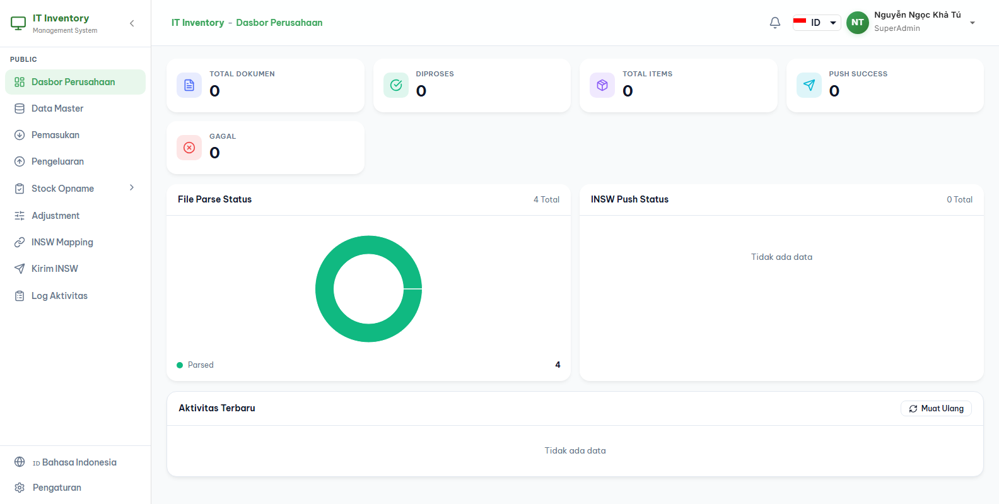 IT Inventory
Management System
IT Inventory - Dasbor Perusahaan
ID
NT
Nguyễn Ngọc Khả Tú
SuperAdmin
PUBLIC
Dasbor Perusahaan
Data Master
Pemasukan
Pengeluaran
Stock Opname
Adjustment
INSW Mapping
Kirim INSW
Log Aktivitas
ID Bahasa Indonesia
Pengaturan
TOTAL DOKUMEN
0
DIPROSES
0
TOTAL ITEMS
0
PUSH SUCCESS
0
GAGAL
0
File Parse Status
4 Total
Parsed
4
INSW Push Status
0 Total
Tidak ada data
Aktivitas Terbaru
Muat Ulang
Tidak ada data